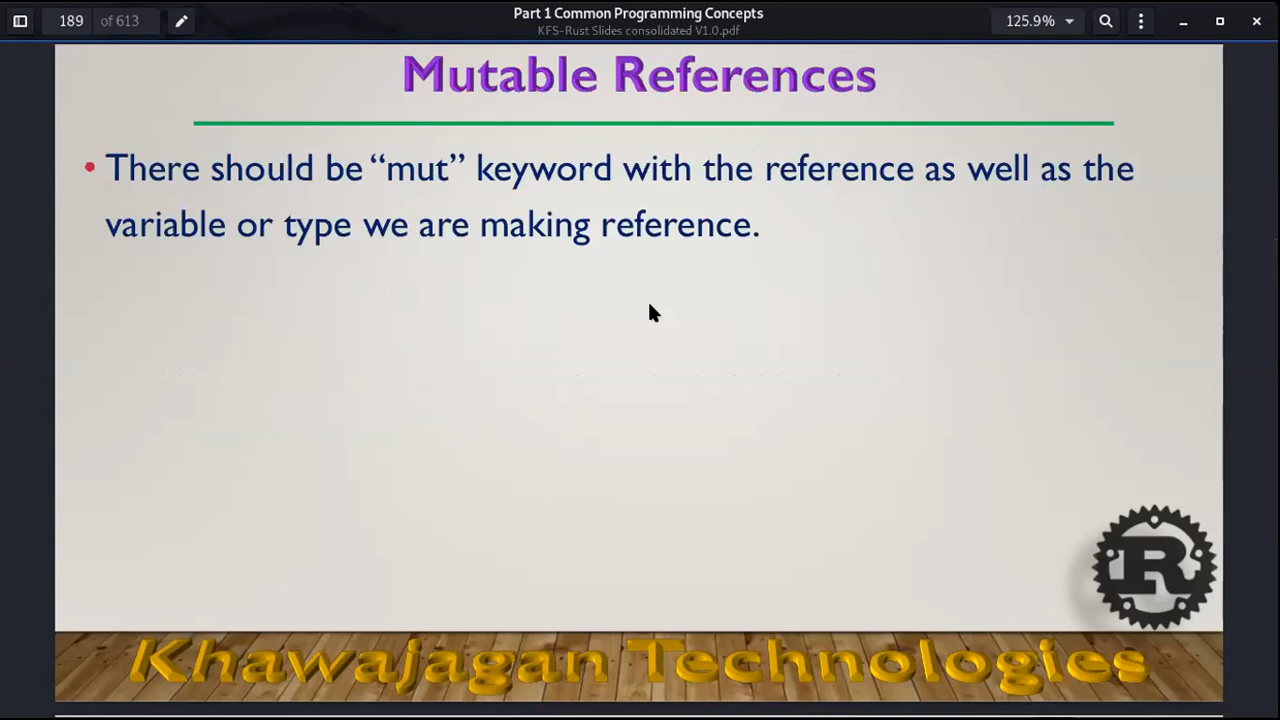 189 of 613
Part 1 Common Programming Concepts
125.9%
KFS-Rust Slides consolidated V1.0.pdf
Mutable References
• There should be “mut” keyword with the reference as well as the
variable or type we are making reference.
R
Khawajagan Technologies